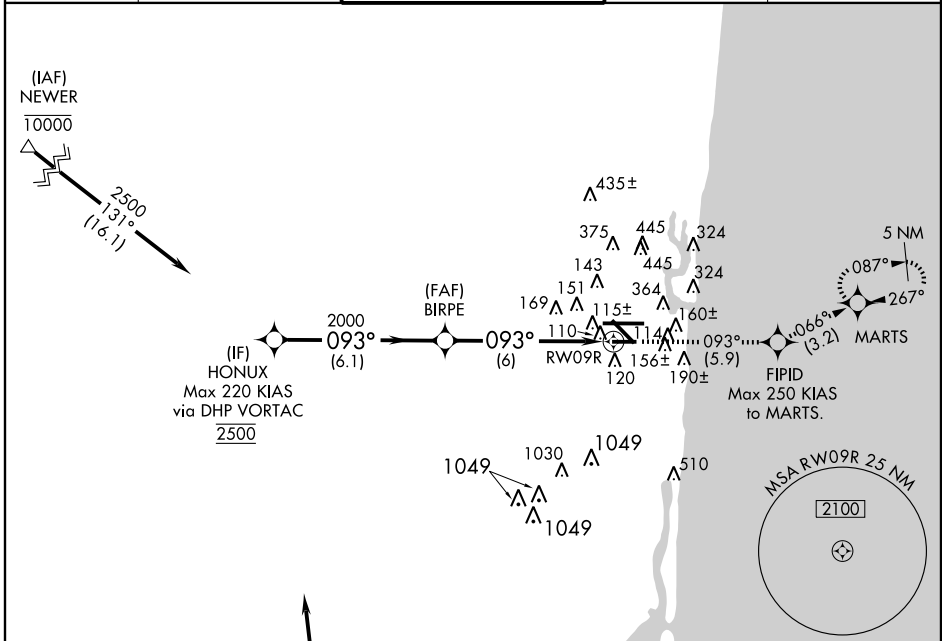 (IAF)
NEWER
10000
2500
131°
(16.1)
435±
375
445
324
445
324
143
364
151
169
115±
160±
110
114
RW09R
156±
120
190±
(IF)
HONUX
Max 220 KIAS
via DHP VORTAC
2500
2000
093°
(6.1)
(FAF)
BIRPE
093°
(6)
093°
(5.9)
FIPID
Max 250 KIAS
to MARTS.
066°
(3.2)
MARTS
5 NM
087°
267°
1049
1030
1049
1049
510
MSA RW09R 25 NM
2100